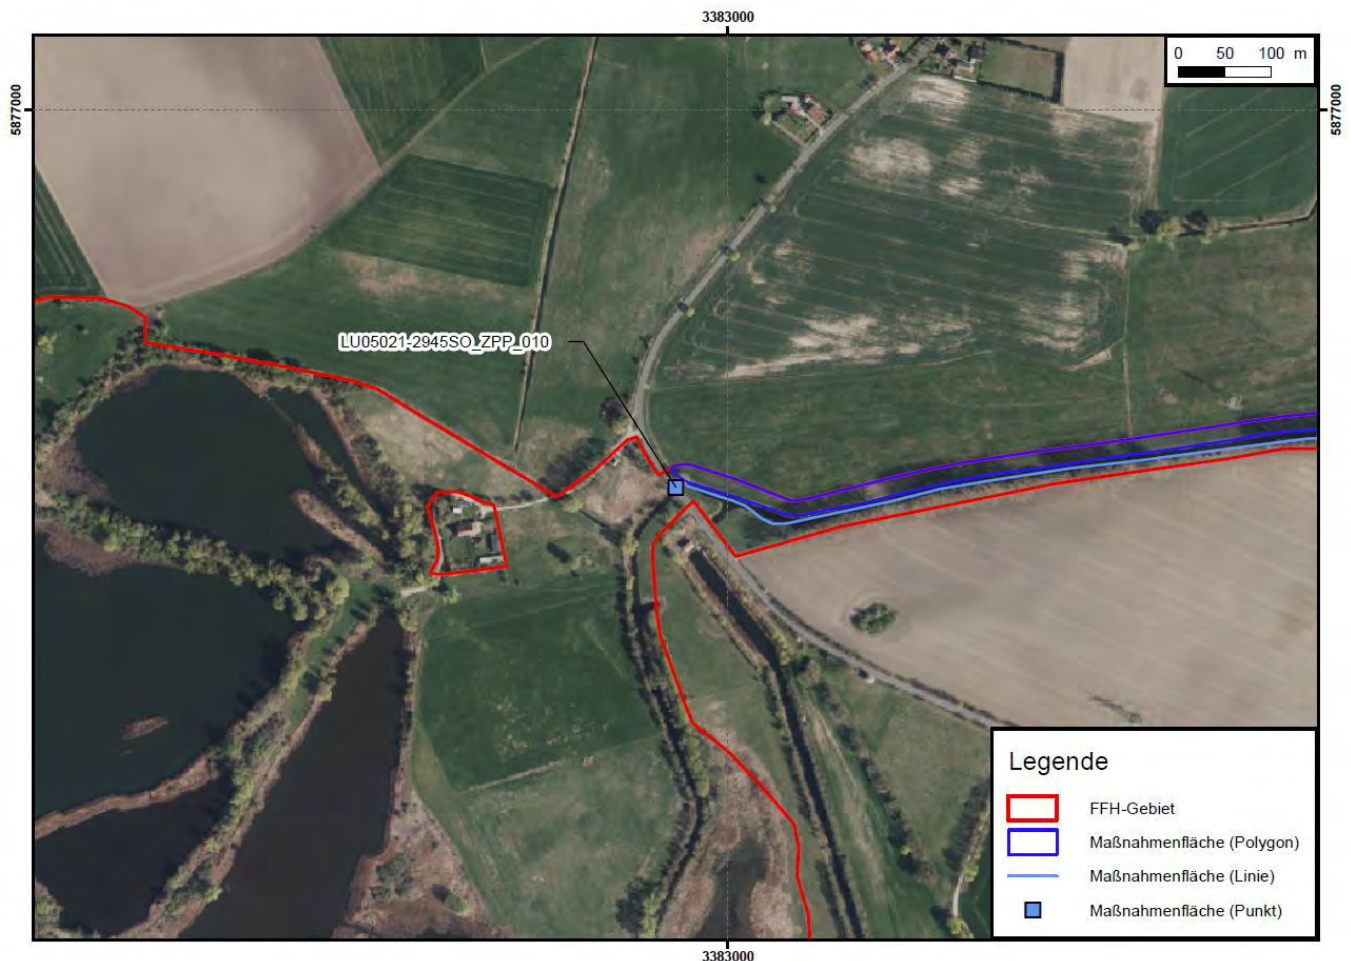 3383000
0 50 100 m
5877000
5877000
LU05021-2945SO_ZPP_010
Legende
FFH-Gebiet
Maßnahmenfläche (Polygon)
Maßnahmenfläche (Linie)
Maßnahmenfläche (Punkt)
3383000